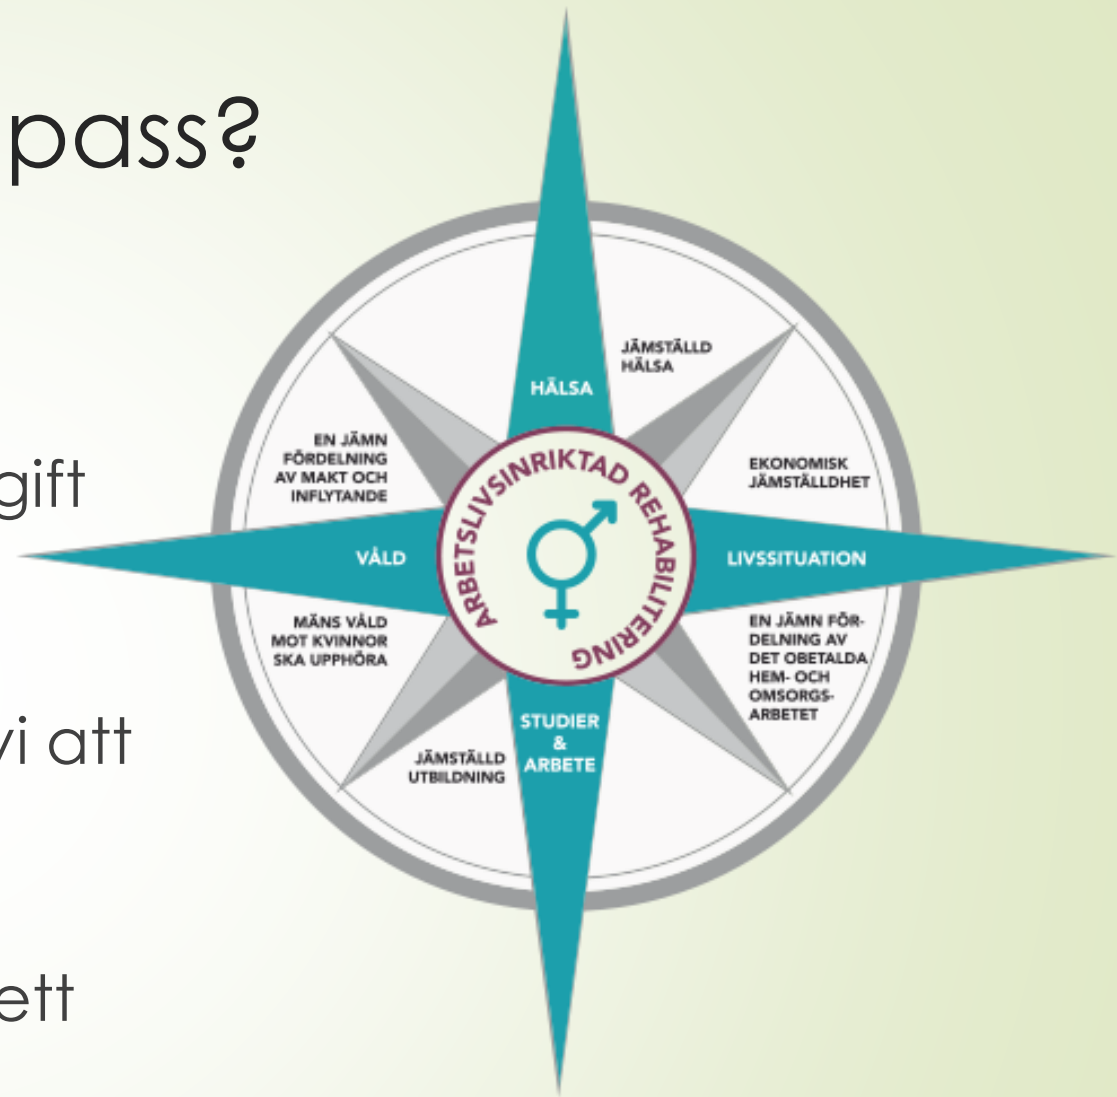 pass?
gift
vi att
ett
HÄLSA
JÄMSTÄLLD
HÄLSA
EN JÄMN
FÖRDELNING
AV MAKT OCH
INFLYTANDE
EKONOMISK
JÄMSTÄLLDHET
ARBETSLIVSINRIKTAD REHABILITERING
VÅLD
LIVSSITUATION
MÄNS VÅLD
MOT KVINNOR
SKA UPPHÖRA
EN JÄMN FÖR-
DELNING AV
DET OBETALDA
HEM- OCH
OMSORGS-
ARBETET
STUDIER
&
ARBETE
JÄMSTÄLLD
UTBILDNING